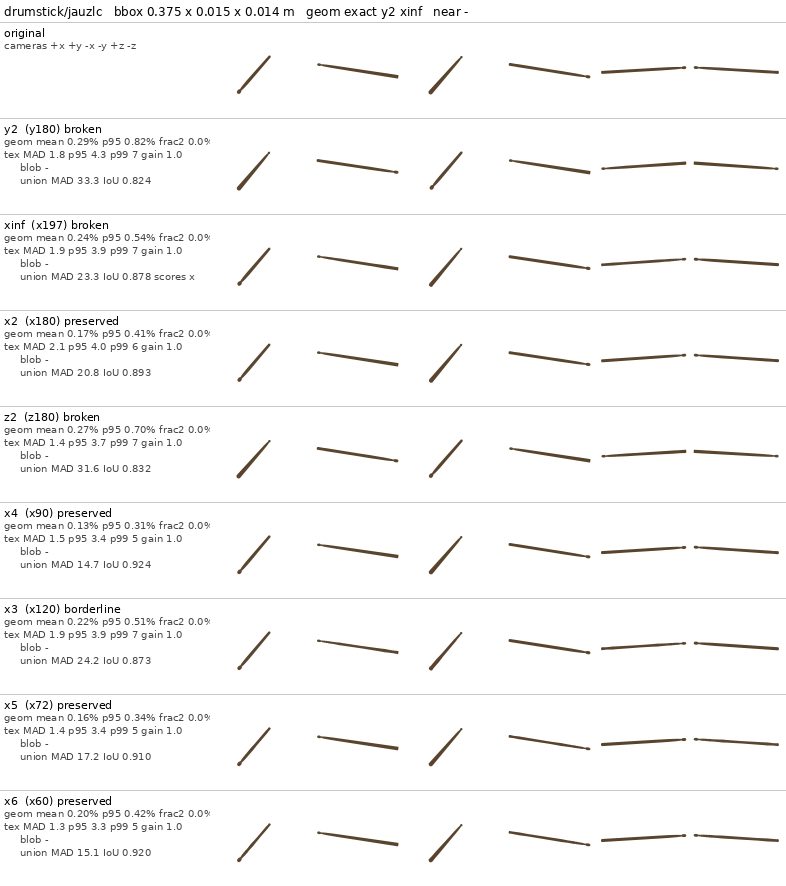 drumstick/jauzlc   bbox 0.375 x 0.015 x 0.014 m   geom exact y2 xinf   near -
original
cameras +x +y -x -y +z -z
y2  (y180) broken
geom mean 0.29% p95 0.82% frac2 0.0%
tex MAD 1.8 p95 4.3 p99 7 gain 1.0
blob -
union MAD 33.3 IoU 0.824
xinf  (x197) broken
geom mean 0.24% p95 0.54% frac2 0.0%
tex MAD 1.9 p95 3.9 p99 7 gain 1.0
blob -
union MAD 23.3 IoU 0.878 scores x
x2  (x180) preserved
geom mean 0.17% p95 0.41% frac2 0.0%
tex MAD 2.1 p95 4.0 p99 6 gain 1.0
blob -
union MAD 20.8 IoU 0.893
z2  (z180) broken
geom mean 0.27% p95 0.70% frac2 0.0%
tex MAD 1.4 p95 3.7 p99 7 gain 1.0
blob -
union MAD 31.6 IoU 0.832
x4  (x90) preserved
geom mean 0.13% p95 0.31% frac2 0.0%
tex MAD 1.5 p95 3.4 p99 5 gain 1.0
blob -
union MAD 14.7 IoU 0.924
x3  (x120) borderline
geom mean 0.22% p95 0.51% frac2 0.0%
tex MAD 1.9 p95 3.9 p99 7 gain 1.0
blob -
union MAD 24.2 IoU 0.873
x5  (x72) preserved
geom mean 0.16% p95 0.34% frac2 0.0%
tex MAD 1.4 p95 3.4 p99 5 gain 1.0
blob -
union MAD 17.2 IoU 0.910
x6  (x60) preserved
geom mean 0.20% p95 0.42% frac2 0.0%
tex MAD 1.3 p95 3.3 p99 5 gain 1.0
blob -
union MAD 15.1 IoU 0.920